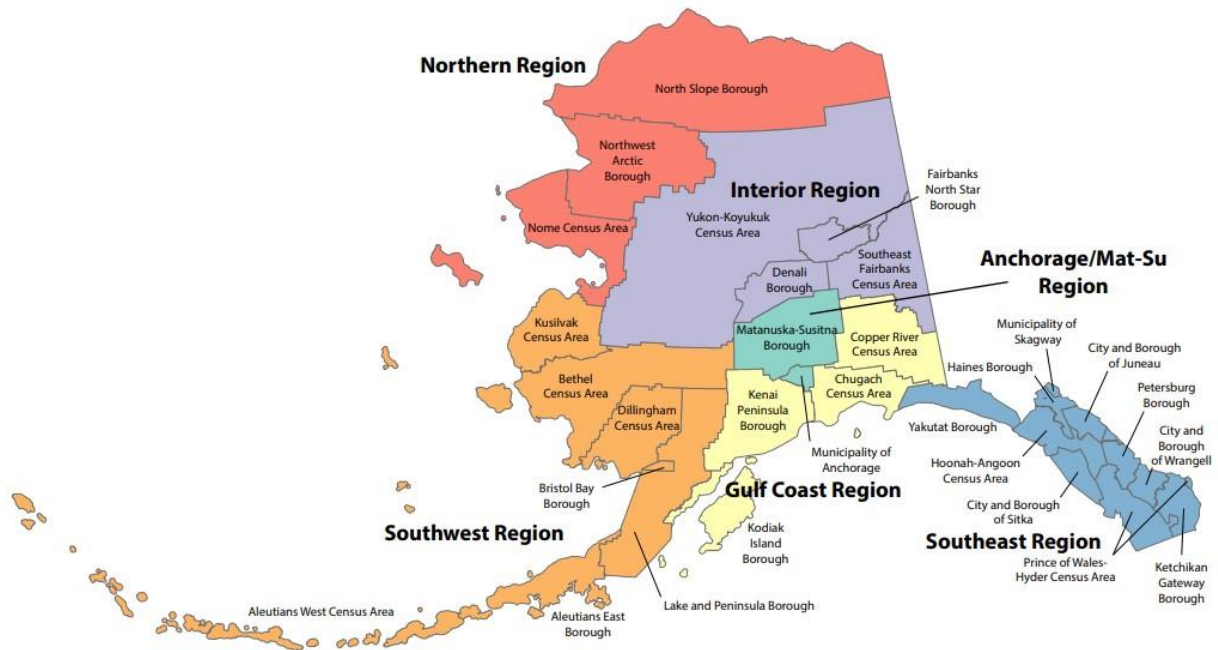 Northern Region
North Slope Borough
Northwest
Arctic
Borough
Nome Census Area
Interior Region
Yukon-Koyukuk
Census Area
Fairbanks
North Star
Borough
Denali
Borough
Southeast
Fairbanks
Census Area
Anchorage/Mat-Su
Region
Matanuska-Susitna
Borough
Kusilvak
Census Area
Bethel
Census Area
Dillingham
Census Area
Bristol Bay
Borough
Southwest Region
Aleutians West Census Area
Aleutians East
Borough
Lake and Peninsula Borough
Copper River
Census Area
Chugach
Census Area
Kenai
Peninsula
Borough
Municipality of
Anchorage
Gulf Coast Region
Kodiak
Island
Borough
Municipality of
Skagway
Haines Borough
City and Borough
of Juneau
Petersburg
Borough
City and
Borough
of Wrangell
Yakutat Borough
Hoonah-Angoon
Census Area
City and Borough
of Sitka
Southeast Region
Prince of Wales-
Hyder Census Area
Ketchikan
Gateway
Borough